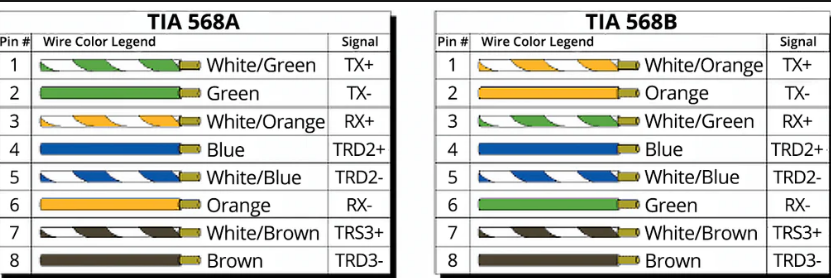 TIA 568A
Pin # Wire Color Legend Signal
1 White/Green TX+
2 Green TX-
3 White/Orange RX+
4 Blue TRD2+
5 White/Blue TRD2-
6 Orange RX-
7 White/Brown TRS3+
8 Brown TRD3-
TIA 568B
Pin # Wire Color Legend Signal
1 White/Orange TX+
2 Orange TX-
3 White/Green RX+
4 Blue TRD2+
5 White/Blue TRD2-
6 Green RX-
7 White/Brown TRS3+
8 Brown TRD3-